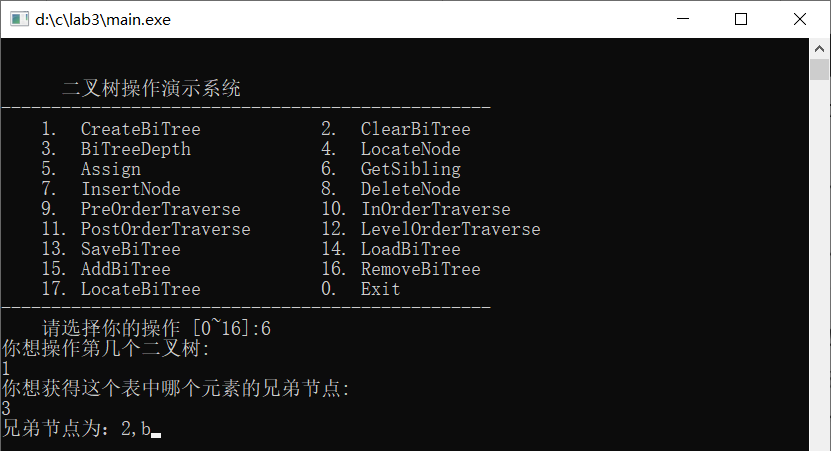 d:\c\lab3\main.exe
二叉树操作演示系统
-------------------------------------------------
1. CreateBiTree 2. ClearBiTree
3. BiTreeDepth 4. LocateNode
5. Assign 6. GetSibling
7. InsertNode 8. DeleteNode
9. PreOrderTraverse 10. InOrderTraverse
11. PostOrderTraverse 12. LevelOrderTraverse
13. SaveBiTree 14. LoadBiTree
15. AddBiTree 16. RemoveBiTree
17. LocateBiTree 0. Exit
-------------------------------------------------
请选择你的操作 [0~16]:6
你想操作第几个二叉树:
1
你想获得这个表中哪个元素的兄弟节点:
3
兄弟节点为: 2,b